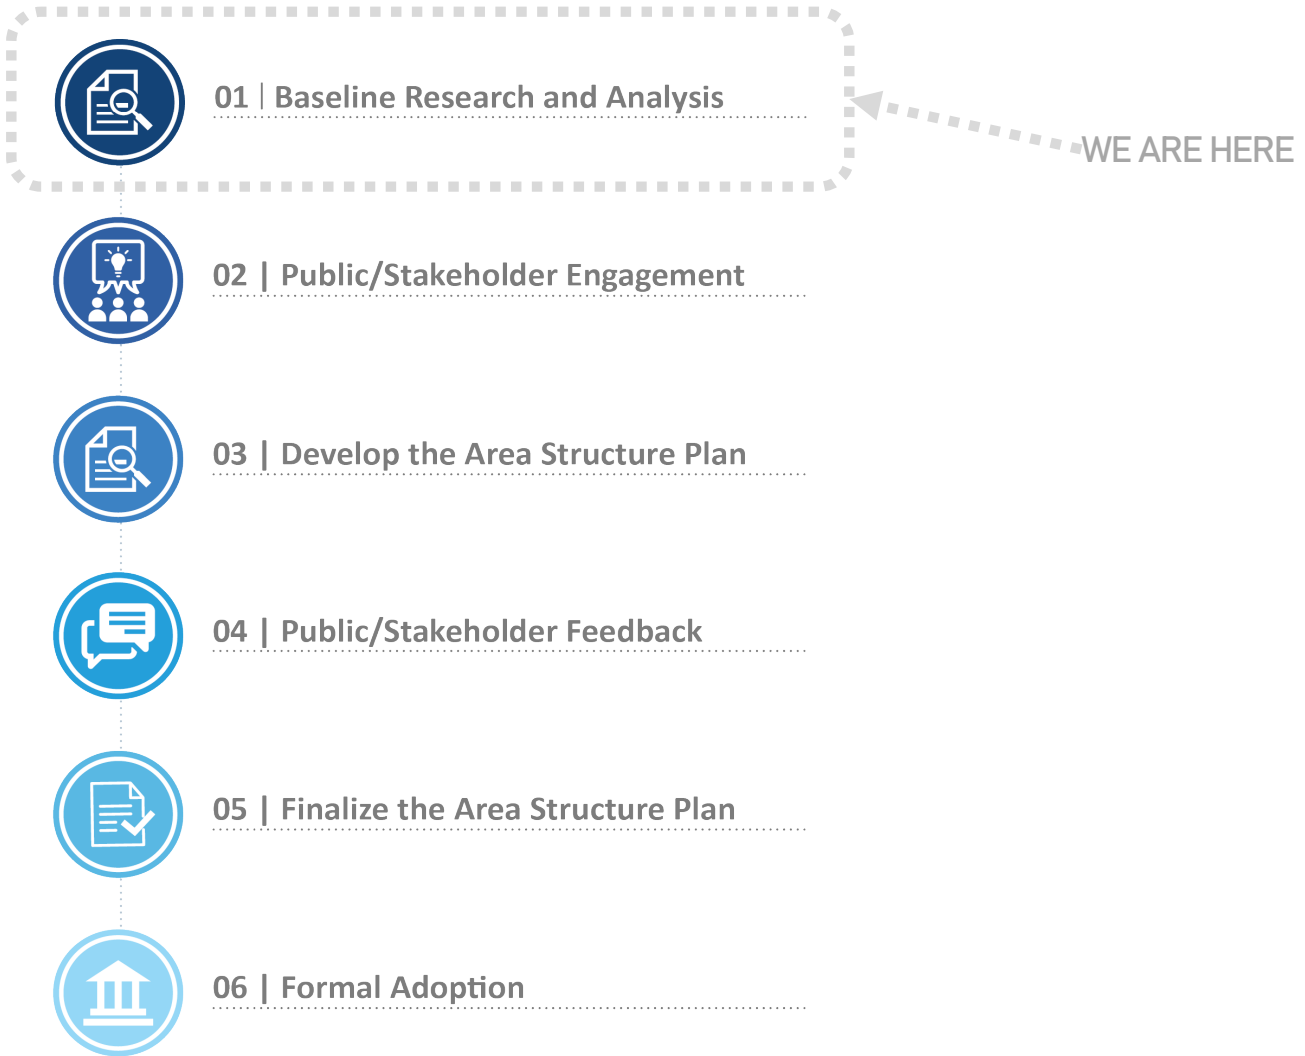 01 | Baseline Research and Analysis
WE ARE HERE
02 | Public/Stakeholder Engagement
03 | Develop the Area Structure Plan
04 | Public/Stakeholder Feedback
05 | Finalize the Area Structure Plan
06 | Formal Adoption